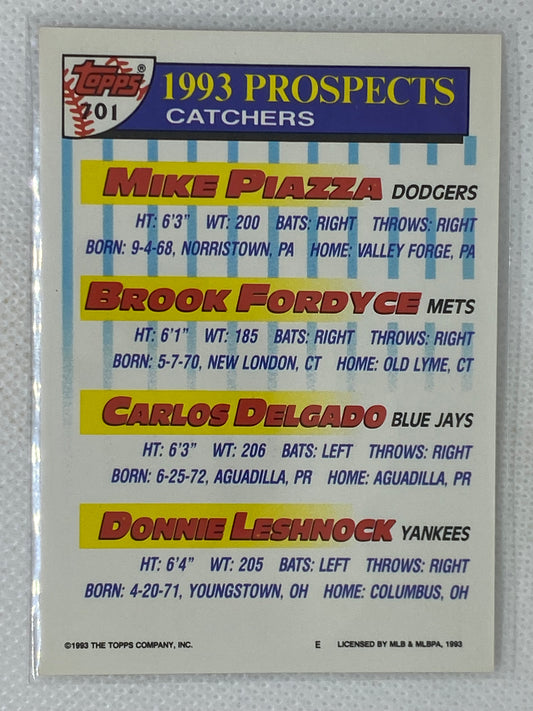 TOPPS®
701
1993 PROSPECTS
CATCHERS
MIKE PIAZZA DODGERS
HT: 6'3" WT: 200 BATS: RIGHT THROWS: RIGHT
BORN: 9-4-68, NORRISTOWN, PA HOME: VALLEY FORGE, PA
BROOK FORDYCE METS
HT: 6'1" WT: 185 BATS: RIGHT THROWS: RIGHT
BORN: 5-7-70, NEW LONDON, CT HOME: OLD LYME, CT
CARLOS DELGADO BLUE JAYS
HT: 6'3" WT: 206 BATS: LEFT THROWS: RIGHT
BORN: 6-25-72, AGUADILLA, PR HOME: AGUADILLA, PR
DONNIE LESHNOCK YANKEES
HT: 6'4" WT: 205 BATS: LEFT THROWS: RIGHT
BORN: 4-20-71, YOUNGSTOWN, OH HOME: COLUMBUS, OH
©1993 THE TOPPS COMPANY, INC. E LICENSED BY MLB & MLBPA, 1993